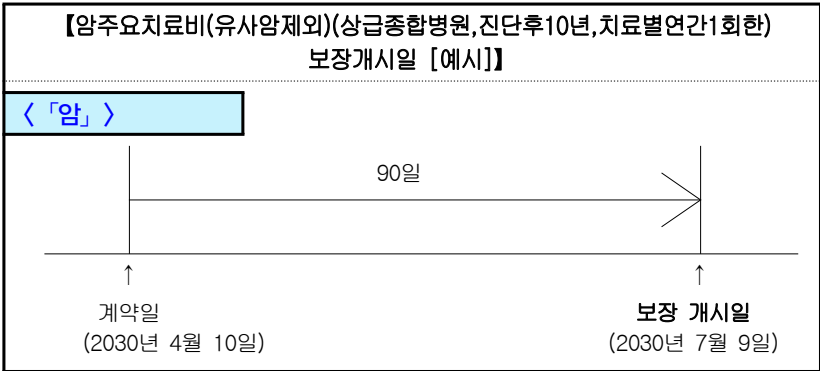 【암주요치료비(유사암제외)(상급종합병원,진단후10년,치료별연간1회한)
보장개시일 [예시]】
〈「암」〉
90일
↑ ↑
계약일 보장 개시일
(2030년 4월 10일) (2030년 7월 9일)